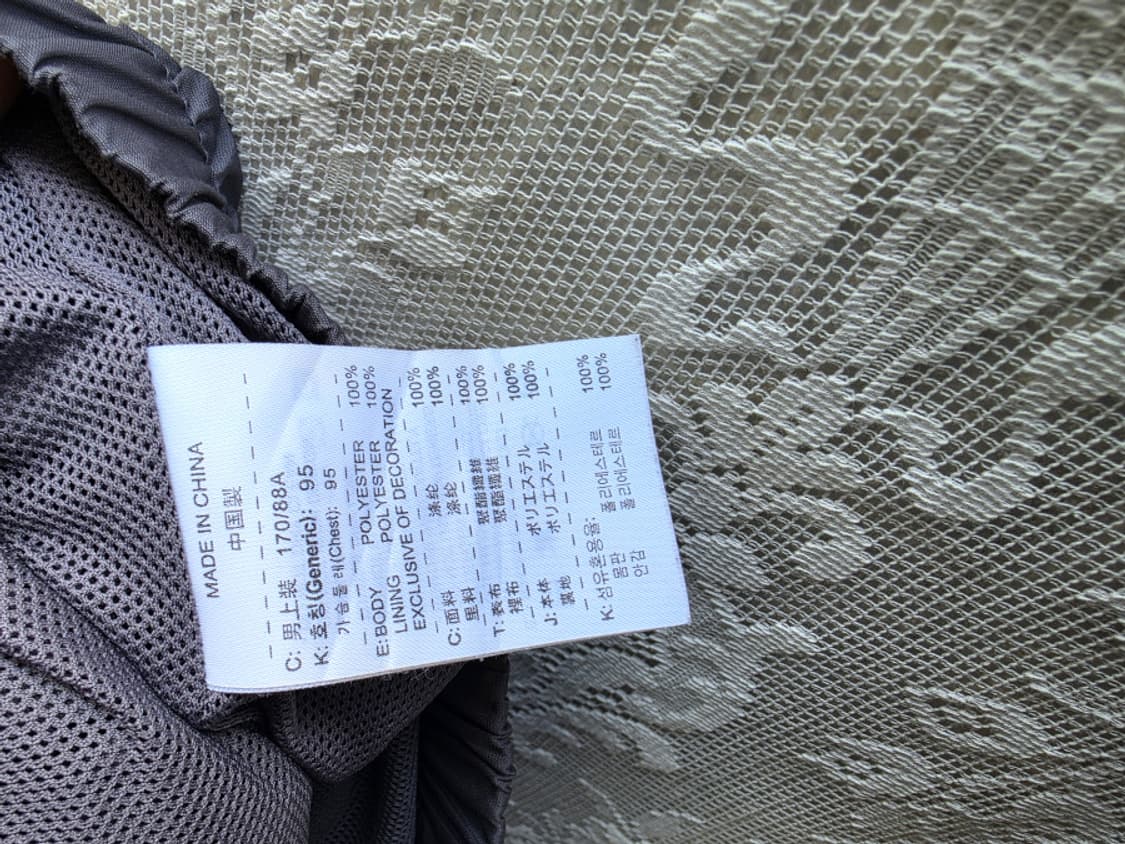 MADE IN CHINA
中国製
C: 男上装 170/88A
K: 호칭(Generic): 95
가슴둘레(Chest): 95
E: BODY POLYESTER 100%
LINING POLYESTER 100%
EXCLUSIVE OF DECORATION
C: 面料 涤纶 100%
里料 涤纶 100%
T: 表布 聚酯纖維 100%
裡布 聚酯纖維 100%
J: 本体 ポリエステル 100%
裏地 ポリエステル 100%
K: 섬유혼용율:
몸판 폴리에스테르 100%
안감 폴리에스테르 100%